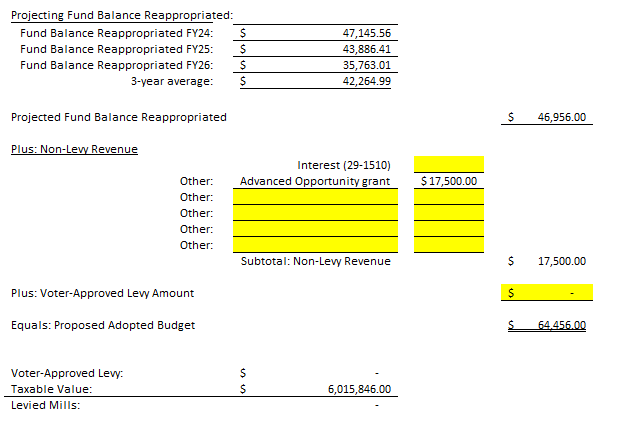 Projecting Fund Balance Reappropriated:
Fund Balance Reappropriated FY24: $ 47,145.56
Fund Balance Reappropriated FY25: $ 43,886.41
Fund Balance Reappropriated FY26: $ 35,763.01
3-year average: $ 42,264.99
Projected Fund Balance Reappropriated $ 46,956.00
Plus: Non-Levy Revenue
Interest (29-1510)
Other: Advanced Opportunity grant $17,500.00
Other:
Other:
Other:
Other:
Subtotal: Non-Levy Revenue $ 17,500.00
Plus: Voter-Approved Levy Amount $ -
Equals: Proposed Adopted Budget $ 64,456.00
Voter-Approved Levy: $ -
Taxable Value: $ 6,015,846.00
Levied Mills: -